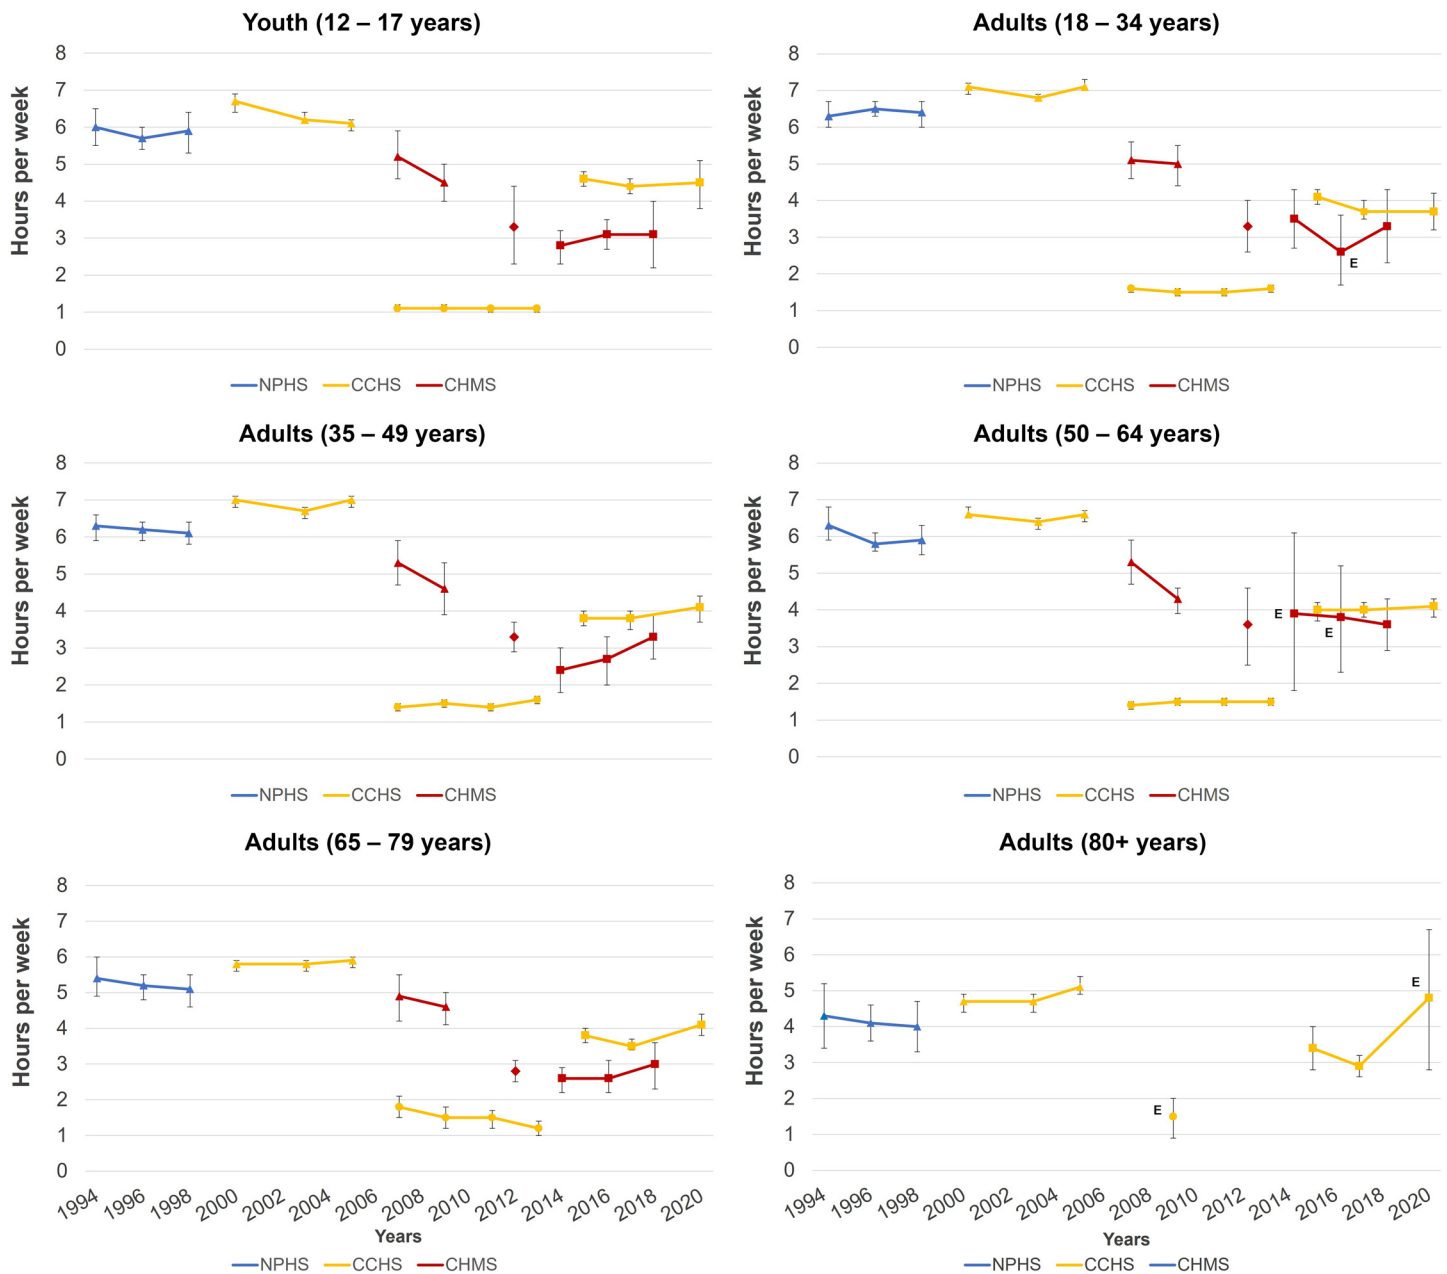 Youth (12 – 17 years)
Hours per week
8
7
6
5
4
3
2
1
0
NPHS CCHS CHMS
Adults (18 – 34 years)
Hours per week
8
7
6
5
4
3
2
1
0
E
NPHS CCHS CHMS
Adults (35 – 49 years)
Hours per week
8
7
6
5
4
3
2
1
0
NPHS CCHS CHMS
Adults (50 – 64 years)
Hours per week
8
7
6
5
4
3
2
1
0
E
E
NPHS CCHS CHMS
Adults (65 – 79 years)
Hours per week
8
7
6
5
4
3
2
1
0
1994 1996 1998 2000 2002 2004 2006 2008 2010 2012 2014 2016 2018 2020
Years
NPHS CCHS CHMS
Adults (80+ years)
Hours per week
8
7
6
5
4
3
2
1
0
E
E
1994 1996 1998 2000 2002 2004 2006 2008 2010 2012 2014 2016 2018 2020
Years
NPHS CCHS CHMS